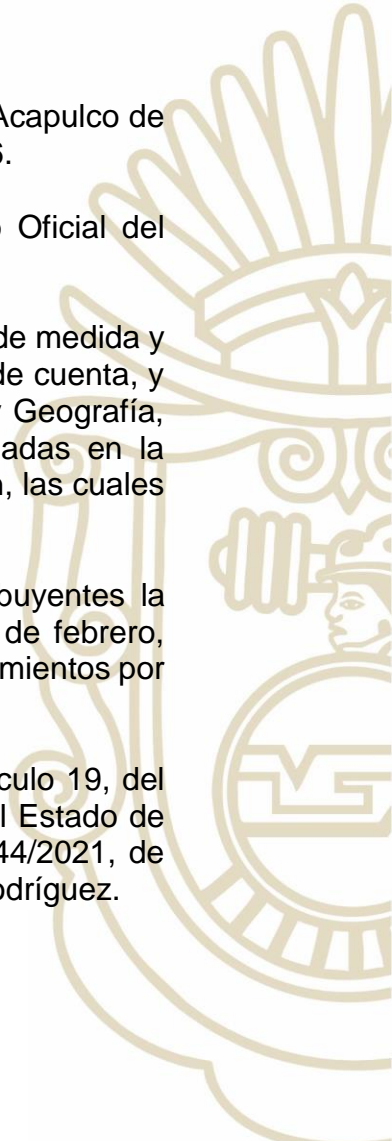 Acapulco de
Oficial del
de medida y
de cuenta, y
Geografía,
adas en la
las cuales
buyentes la
de febrero,
mientos por
culo 19, del
Estado de
44/2021, de
odríguez.